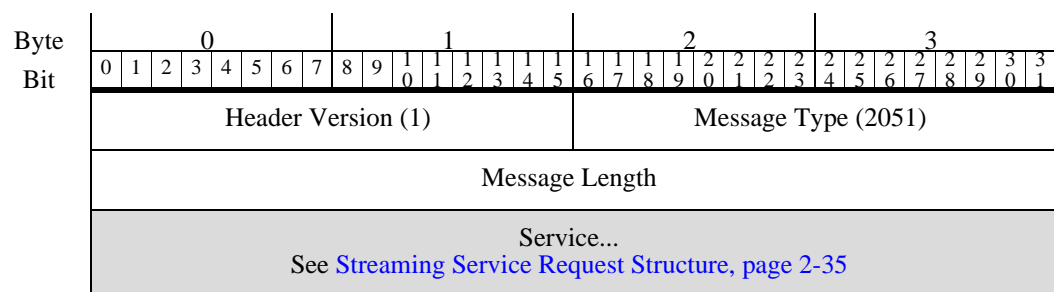 Byte 0 1 2 3
Bit 0 1 2 3 4 5 6 7 8 9 10 11 12 13 14 15 16 17 18 19 20 21 22 23 24 25 26 27 28 29 30 31
Header Version (1) Message Type (2051)
Message Length
Service...
See Streaming Service Request Structure, page 2-35